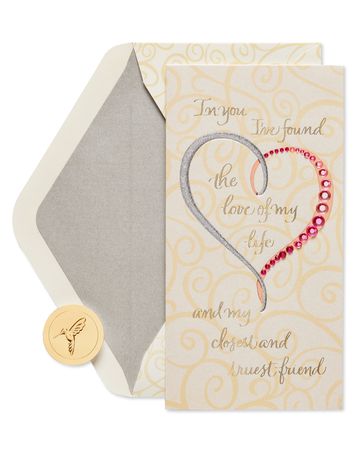 In you
I've found
the
love of my
life
and my
closest and
truest friend